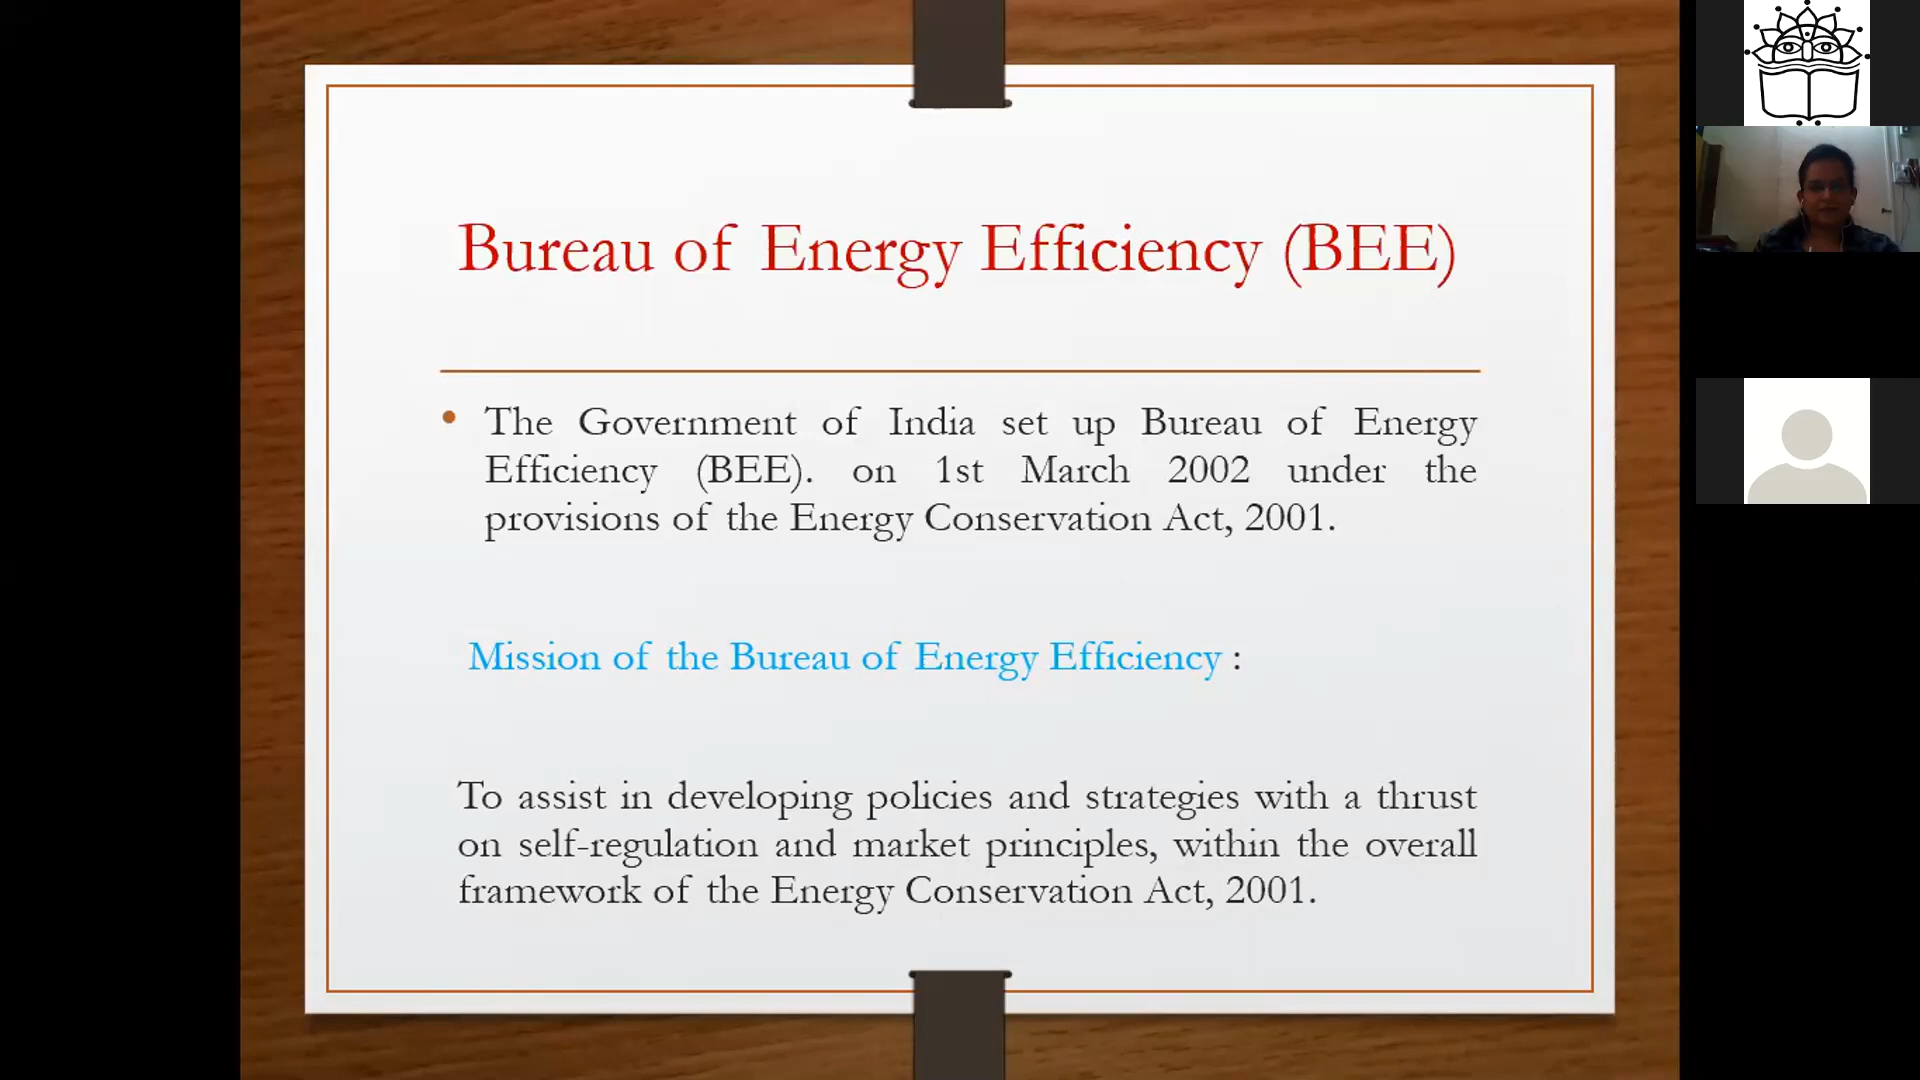 Bureau of Energy Efficiency (BEE)
• The Government of India set up Bureau of Energy
Efficiency (BEE). on 1st March 2002 under the
provisions of the Energy Conservation Act, 2001.
Mission of the Bureau of Energy Efficiency :
To assist in developing policies and strategies with a thrust
on self-regulation and market principles, within the overall
framework of the Energy Conservation Act, 2001.